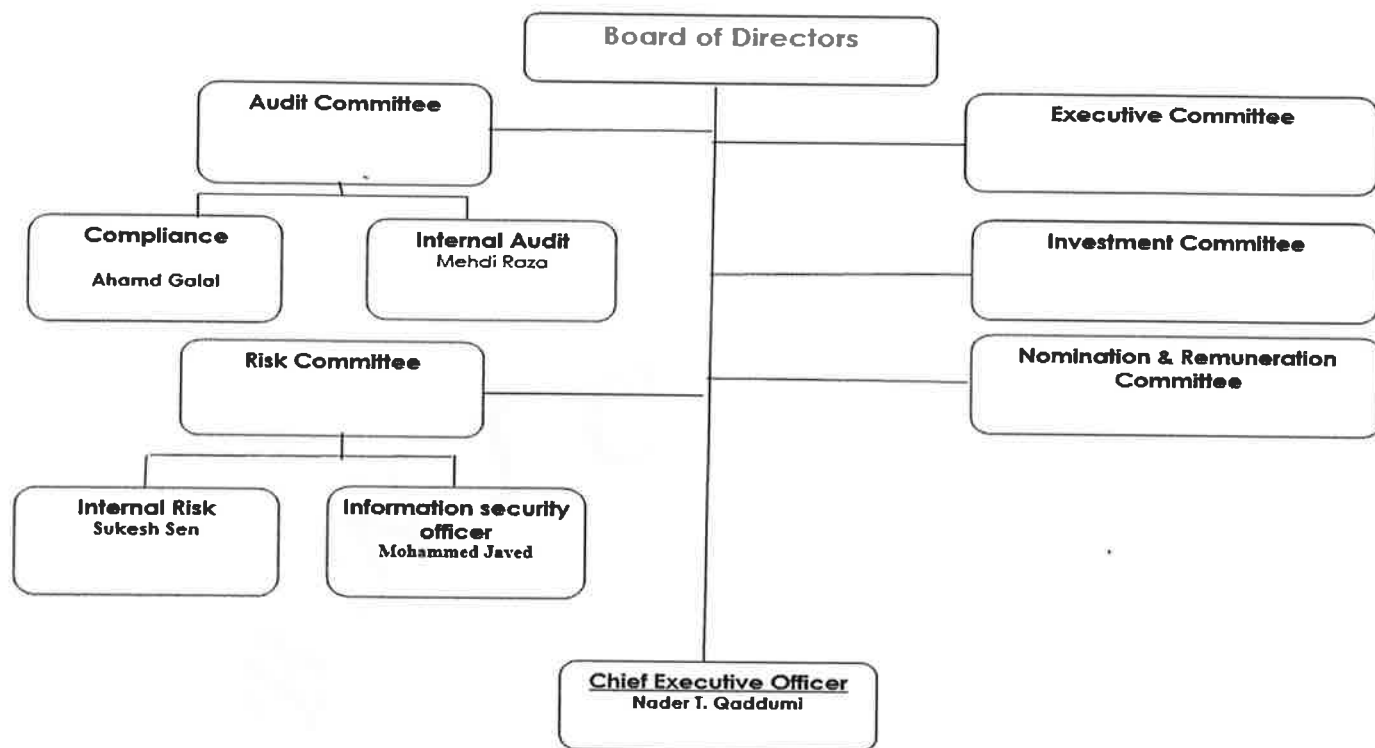 Board of Directors
Audit Committee
Executive Committee
Compliance
Ahamd Galal
Internal Audit
Mehdi Raza
Investment Committee
Risk Committee
Nomination & Remuneration
Committee
Internal Risk
Sukesh Sen
Information security
officer
Mohammed Javed
Chief Executive Officer
Nader T. Qaddumi